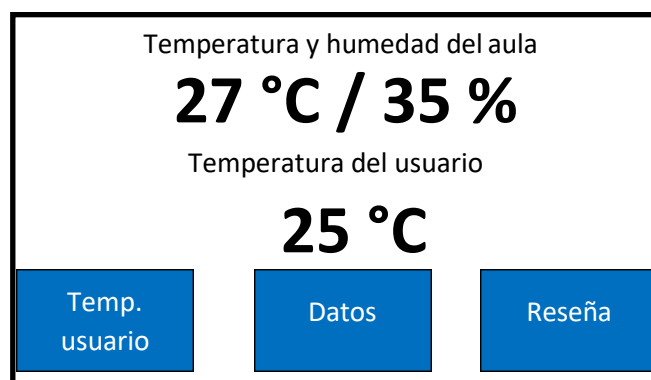 Temperatura y humedad del aula
27 °C / 35 %
Temperatura del usuario
25 °C
Temp.
usuario
Datos
Reseña